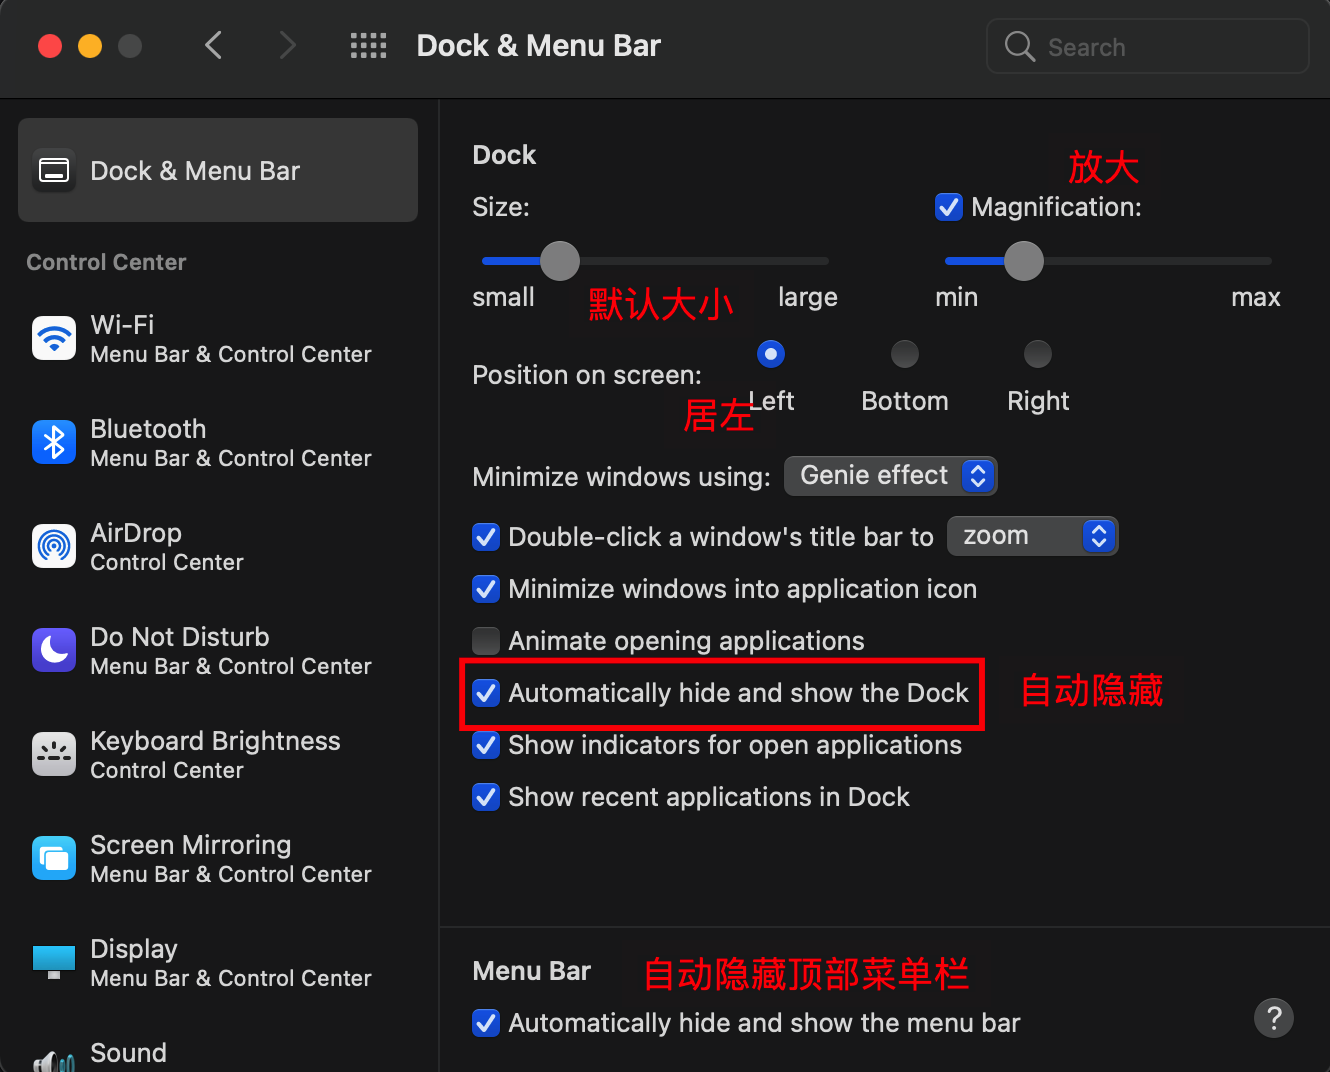 Dock & Menu Bar
Search
Dock & Menu Bar
Control Center
Wi-Fi
Menu Bar & Control Center
Bluetooth
Menu Bar & Control Center
AirDrop
Control Center
Do Not Disturb
Menu Bar & Control Center
Keyboard Brightness
Control Center
Screen Mirroring
Menu Bar & Control Center
Display
Menu Bar & Control Center
Sound
Dock
放大
Size:
Magnification:
small 默认大小 large
min max
Position on screen:
居左 Left Bottom Right
Minimize windows using: Genie effect
Double-click a window's title bar to zoom
Minimize windows into application icon
Animate opening applications
Automatically hide and show the Dock 自动隐藏
Show indicators for open applications
Show recent applications in Dock
Menu Bar 自动隐藏顶部菜单栏
Automatically hide and show the menu bar
?